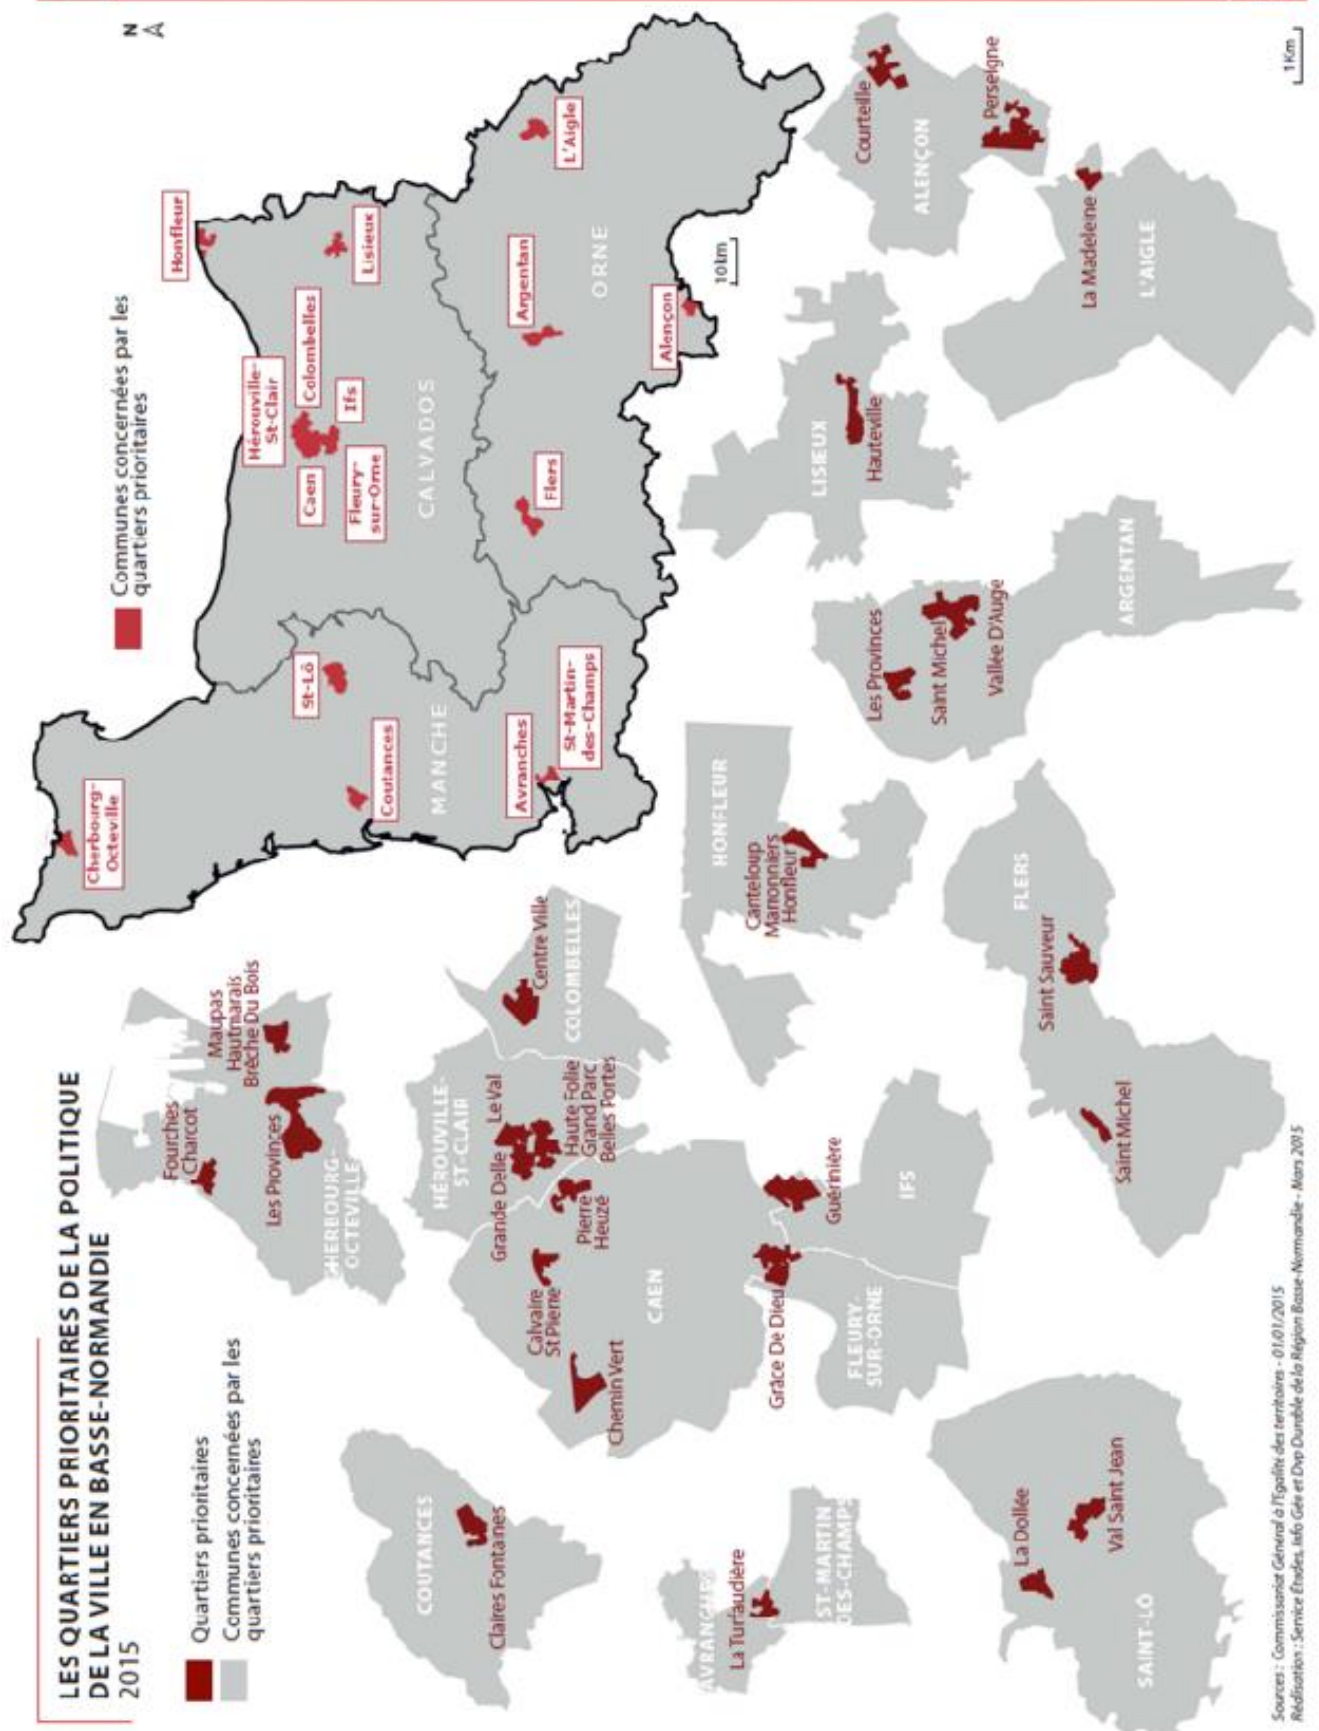 LES QUARTIERS PRIORITAIRES DE LA POLITIQUE
DE LA VILLE EN BASSE-NORMANDIE
2015
Quartiers prioritaires
Communes concernées par les
quartiers prioritaires
Communes concernées par les
quartiers prioritaires
N
Cherbourg-
Octeville
St-Lô
Coutances
Avranches
St-Martin-
des-Champs
MANCHE
Hérouville-
St-Clair
Colombelles
Caen
Ifs
Fleury-
sur-Orne
Honfleur
Lisieux
CALVADOS
Flers
Argentan
L'Aigle
Alençon
ORNE
10km
Fourches
Charcot
Maupas
Hautmarais
Brèche Du Bois
Les Provinces
CHERBOURG-
OCTEVILLE
COUTANCES
Claires Fontaines
HÉROUVILLE-
ST-CLAIR
Le Val
Grande Delle
Haute Folie
Grand Parc
Belles Portes
Centre Ville
COLOMBELLES
Calvaire
St Pierre
Pierre
Heuzé
Chemin Vert
CAEN
Grâce De Dieu
Guérinière
FLEURY-
SUR-ORNE
IFS
AVRANCHES
La Turfaudière
ST-MARTIN
DES-CHAMPS
La Dollée
Val Saint Jean
SAINT-LÔ
HONFLEUR
Canteloup
Marronniers
Honfleur
FLERS
Saint Sauveur
Saint Michel
Les Provinces
Saint Michel
Vallée D'Auge
ARGENTAN
LISIEUX
Hauteville
Courteille
ALENÇON
Perseigne
La Madeleine
L'AIGLE
1Km
Sources : Commissariat Général à l'Egalité des territoires - 01/01/2015
Réalisation : Service Etudes, Info Géo et Dvp Durable de la Région Basse-Normandie - Mars 2015